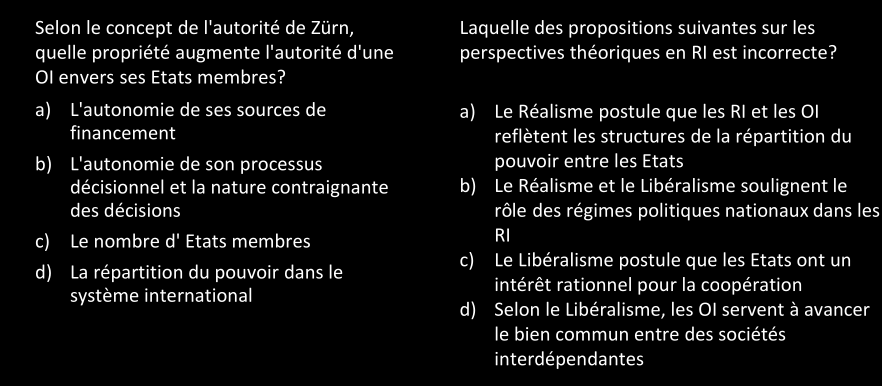 Selon le concept de l'autorité de Zürn,
quelle propriété augmente l'autorité d'une
OI envers ses Etats membres?
a) L'autonomie de ses sources de
financement
b) L'autonomie de son processus
décisionnel et la nature contraignante
des décisions
c) Le nombre d' Etats membres
d) La répartition du pouvoir dans le
système international
Laquelle des propositions suivantes sur les
perspectives théoriques en RI est incorrecte?
a) Le Réalisme postule que les RI et les OI
reflètent les structures de la répartition du
pouvoir entre les Etats
b) Le Réalisme et le Libéralisme soulignent le
rôle des régimes politiques nationaux dans les
RI
c) Le Libéralisme postule que les Etats ont un
intérêt rationnel pour la coopération
d) Selon le Libéralisme, les OI servent à avancer
le bien commun entre des sociétés
interdépendantes